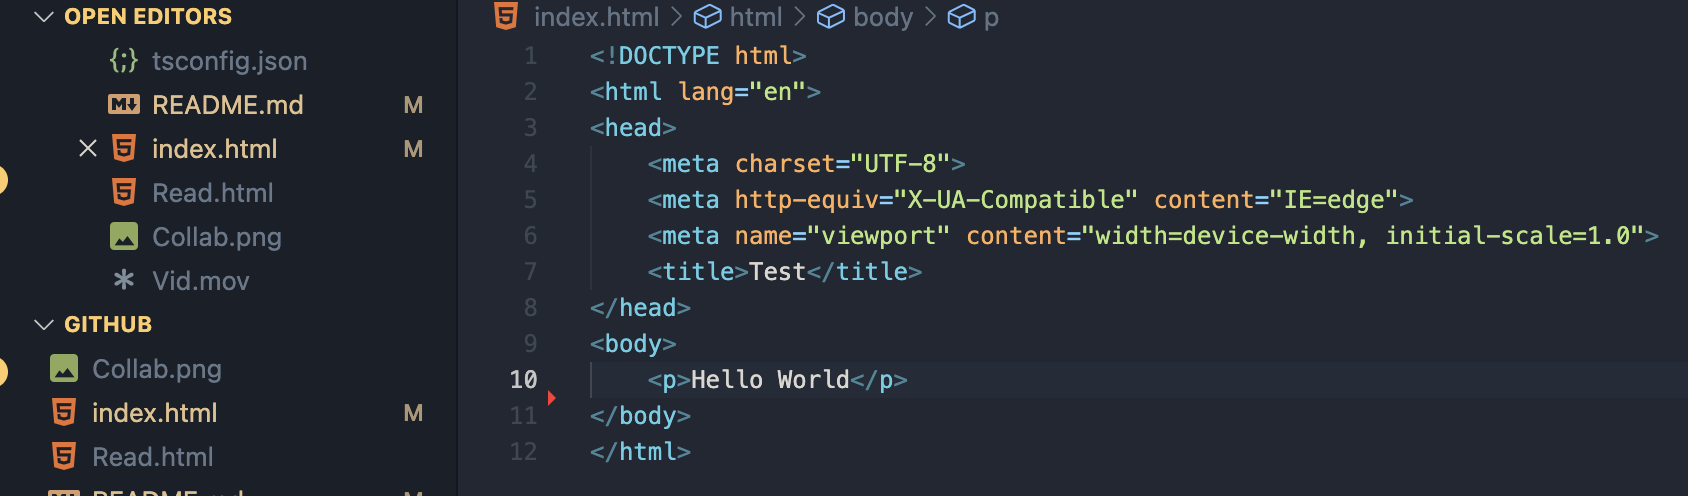 OPEN EDITORS
{;} tsconfig.json
M↓ README.md M
index.html M
Read.html
Collab.png
Vid.mov
GITHUB
Collab.png
index.html M
Read.html
README.md M
index.html > html > body > p
1 <!DOCTYPE html>
2 <html lang="en">
3 <head>
4 <meta charset="UTF-8">
5 <meta http-equiv="X-UA-Compatible" content="IE=edge">
6 <meta name="viewport" content="width=device-width, initial-scale=1.0">
7 <title>Test</title>
8 </head>
9 <body>
10 <p>Hello World</p>
11 </body>
12 </html>